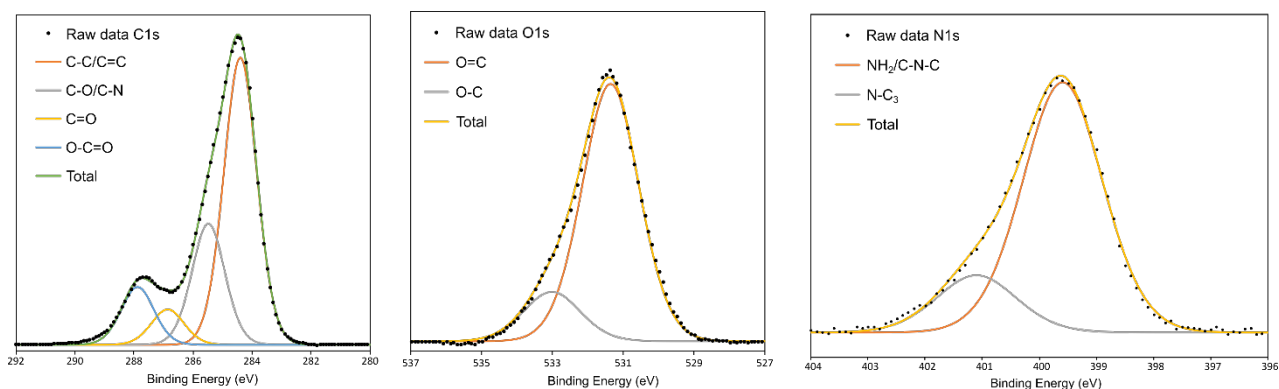 Raw data C1s
C-C/C=C
C-O/C-N
C=O
O-C=O
Total
292 290 288 286 284 282 280
Binding Energy (eV)
Raw data O1s
O=C
O-C
Total
537 535 533 531 529 527
Binding Energy (eV)
Raw data N1s
NH₂/C-N-C
N-C₃
Total
404 403 402 401 400 399 398 397 396
Binding Energy (eV)